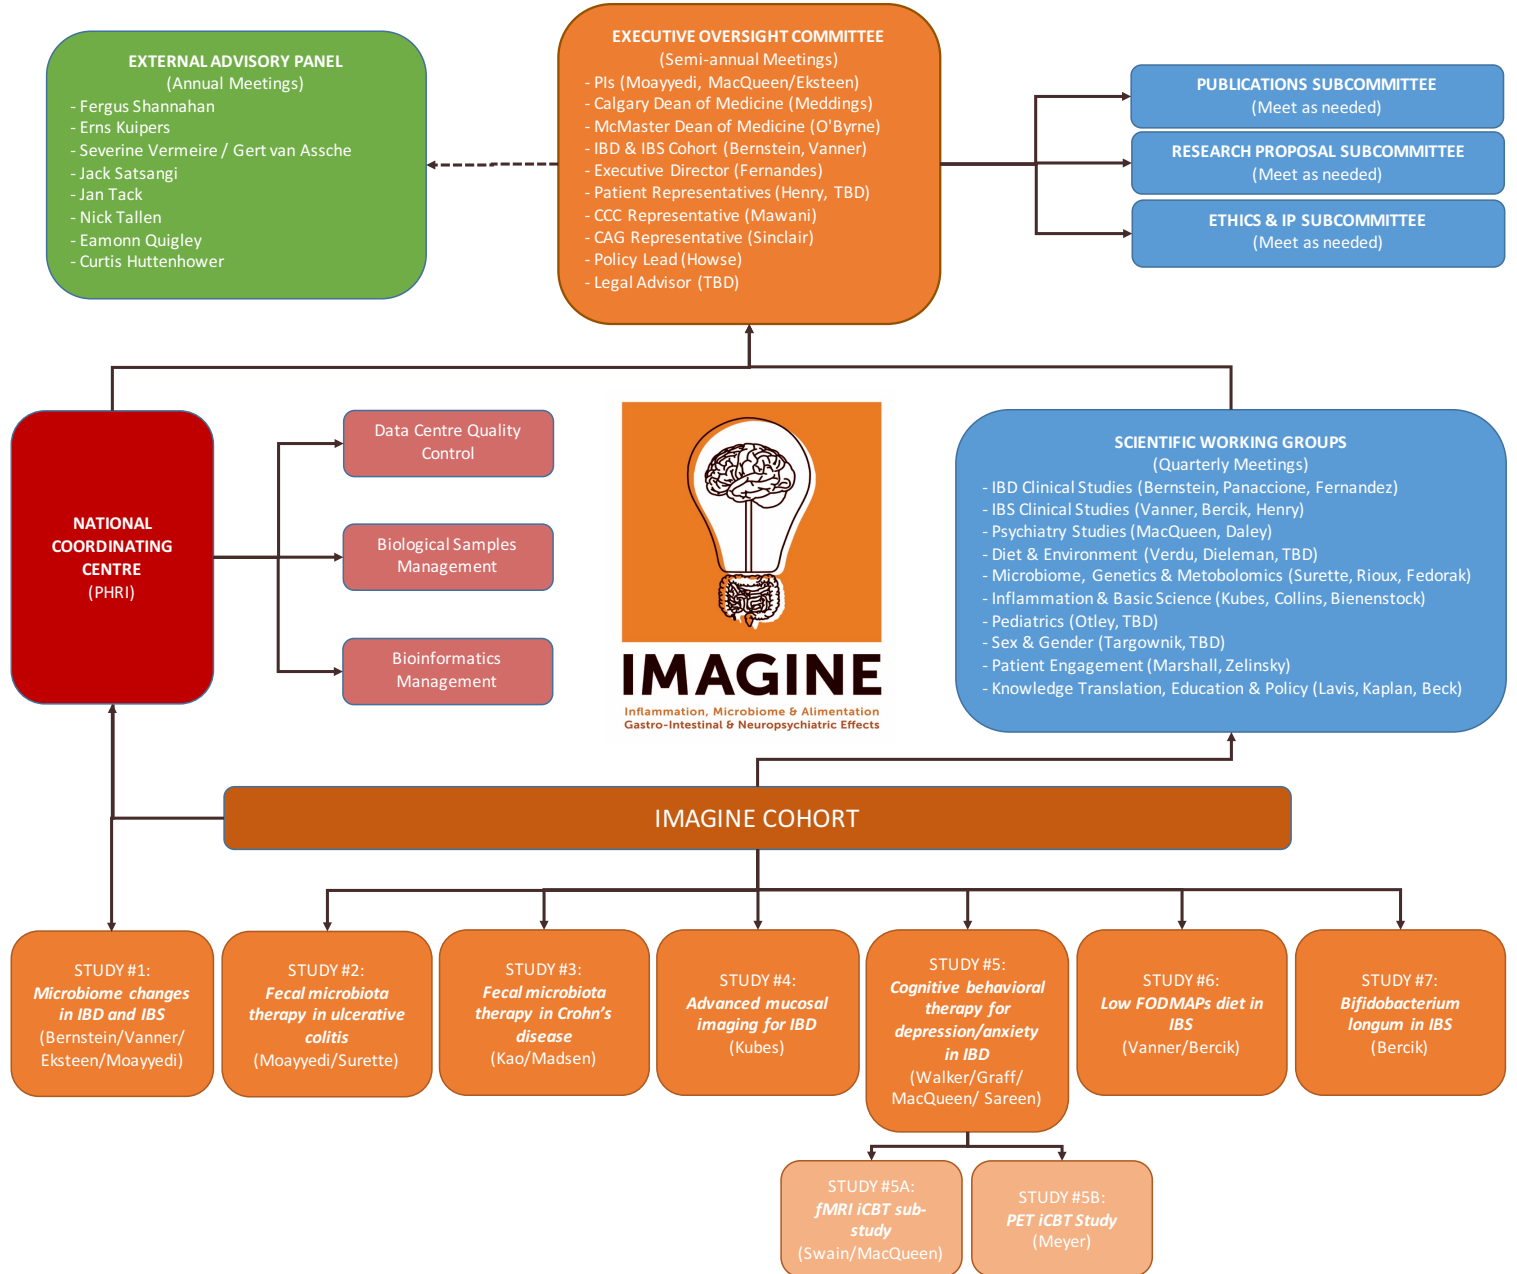 EXTERNAL ADVISORY PANEL
(Annual Meetings)
- Fergus Shannahan
- Erns Kuipers
- Severine Vermeire / Gert van Assche
- Jack Satsangi
- Jan Tack
- Nick Tallen
- Eamonn Quigley
- Curtis Huttenhower
EXECUTIVE OVERSIGHT COMMITTEE
(Semi-annual Meetings)
- PIs (Moayyedi, MacQueen/Eksteen)
- Calgary Dean of Medicine (Meddings)
- McMaster Dean of Medicine (O'Byrne)
- IBD & IBS Cohort (Bernstein, Vanner)
- Executive Director (Fernandes)
- Patient Representatives (Henry, TBD)
- CCC Representative (Mawani)
- CAG Representative (Sinclair)
- Policy Lead (Howse)
- Legal Advisor (TBD)
PUBLICATIONS SUBCOMMITTEE
(Meet as needed)
RESEARCH PROPOSAL SUBCOMMITTEE
(Meet as needed)
ETHICS & IP SUBCOMMITTEE
(Meet as needed)
NATIONAL
COORDINATING
CENTRE
(PHRI)
Data Centre Quality
Control
Biological Samples
Management
Bioinformatics
Management
IMAGINE
Inflammation, Microbiome & Alimentation
Gastro-Intestinal & Neuropsychiatric Effects
SCIENTIFIC WORKING GROUPS
(Quarterly Meetings)
- IBD Clinical Studies (Bernstein, Panaccione, Fernandez)
- IBS Clinical Studies (Vanner, Bercik, Henry)
- Psychiatry Studies (MacQueen, Daley)
- Diet & Environment (Verdu, Dieleman, TBD)
- Microbiome, Genetics & Metobolomics (Surette, Rioux, Fedorak)
- Inflammation & Basic Science (Kubes, Collins, Bienenstock)
- Pediatrics (Otley, TBD)
- Sex & Gender (Targownik, TBD)
- Patient Engagement (Marshall, Zelinsky)
- Knowledge Translation, Education & Policy (Lavis, Kaplan, Beck)
IMAGINE COHORT
STUDY #1:
Microbiome changes
in IBD and IBS
(Bernstein/Vanner/
Eksteen/Moayyedi)
STUDY #2:
Fecal microbiota
therapy in ulcerative
colitis
(Moayyedi/Surette)
STUDY #3:
Fecal microbiota
therapy in Crohn's
disease
(Kao/Madsen)
STUDY #4:
Advanced mucosal
imaging for IBD
(Kubes)
STUDY #5:
Cognitive behavioral
therapy for
depression/anxiety
in IBD
(Walker/Graff/
MacQueen/ Sareen)
STUDY #6:
Low FODMAPs diet in
IBS
(Vanner/Bercik)
STUDY #7:
Bifidobacterium
longum in IBS
(Bercik)
STUDY #5A:
fMRI iCBT sub-
study
(Swain/MacQueen)
STUDY #5B:
PET iCBT Study
(Meyer)